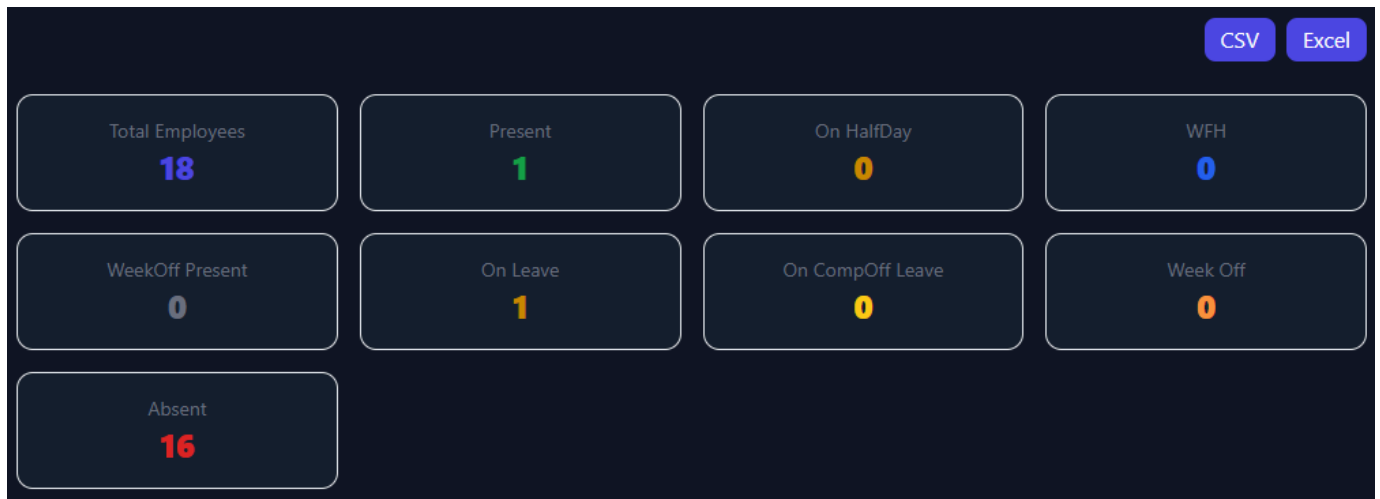 CSV Excel
Total Employees Present On HalfDay WFH
18 1 0 0
WeekOff Present On Leave On CompOff Leave Week Off
0 1 0 0
Absent
16